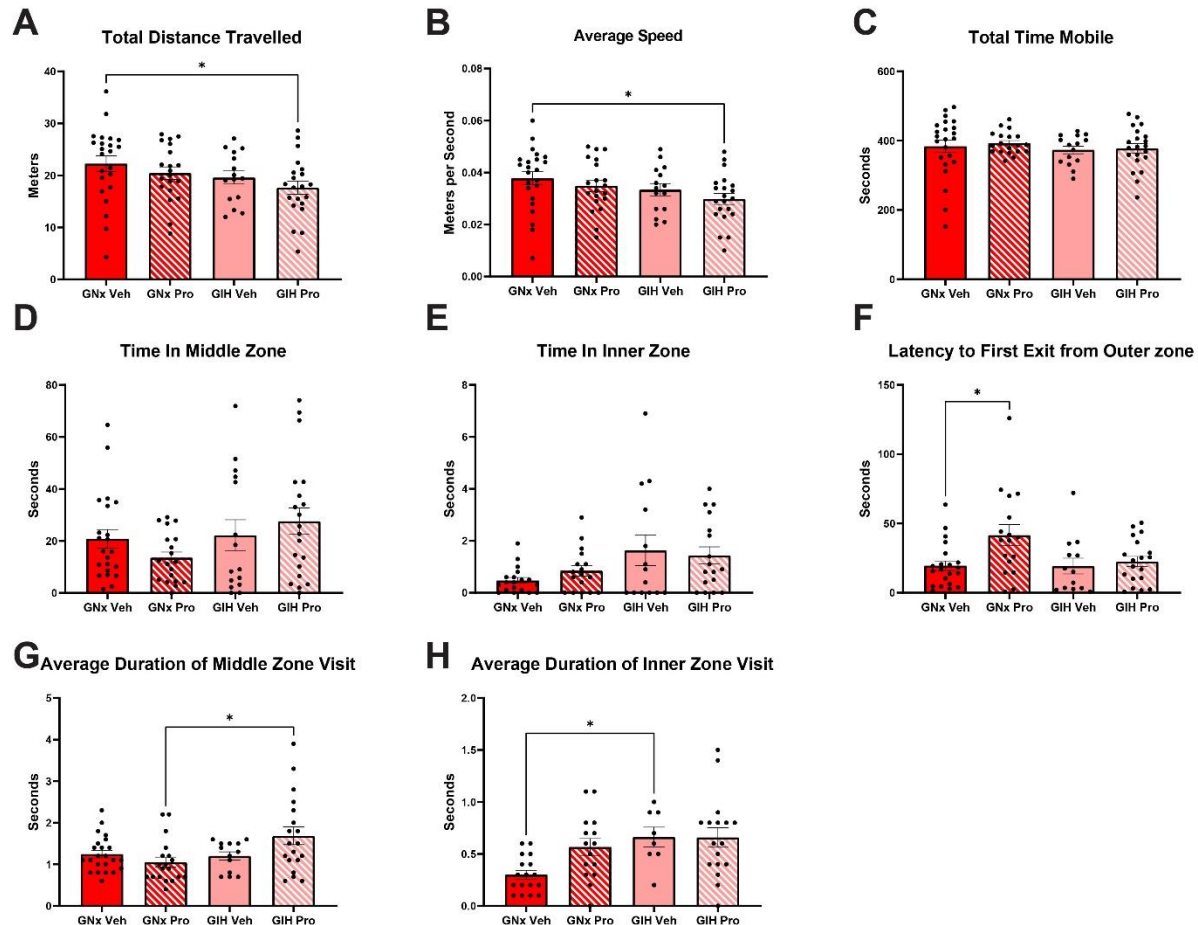 A Total Distance Travelled
40
30
20
10
0
Meters
*
GNx Veh GNx Pro GIH Veh GIH Pro
B Average Speed
0.08
0.06
0.04
0.02
0.00
Meters per Second
*
GNx Veh GNx Pro GIH Veh GIH Pro
C Total Time Mobile
600
400
200
0
Seconds
GNx Veh GNx Pro GIH Veh GIH Pro
D Time In Middle Zone
80
60
40
20
0
Seconds
GNx Veh GNx Pro GIH Veh GIH Pro
E Time In Inner Zone
8
6
4
2
0
Seconds
GNx Veh GNx Pro GIH Veh GIH Pro
F Latency to First Exit from Outer zone
150
100
50
0
Seconds
*
GNx Veh GNx Pro GIH Veh GIH Pro
G Average Duration of Middle Zone Visit
5
4
3
2
1
0
Seconds
*
GNx Veh GNx Pro GIH Veh GIH Pro
H Average Duration of Inner Zone Visit
2.0
1.5
1.0
0.5
0.0
Seconds
*
GNx Veh GNx Pro GIH Veh GIH Pro